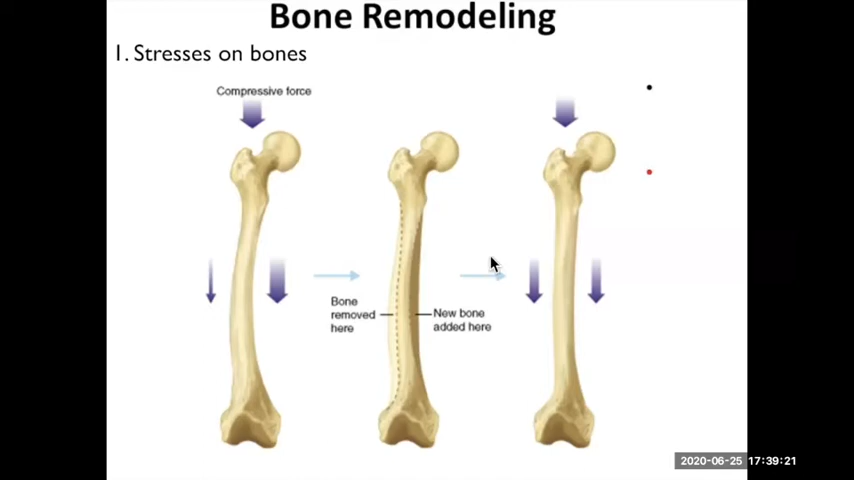 Bone Remodeling
1. Stresses on bones
Compressive force
Bone
removed
here
New bone
added here
2020-06-25 17:39:21